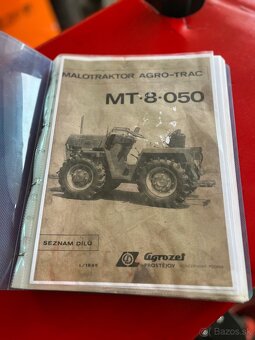 MALOTRAKTOR AGRO-TRAC
MT-8-050
SEZNAM DÍLŮ
Agrozet
PROSTĚJOV
Bazos.sk